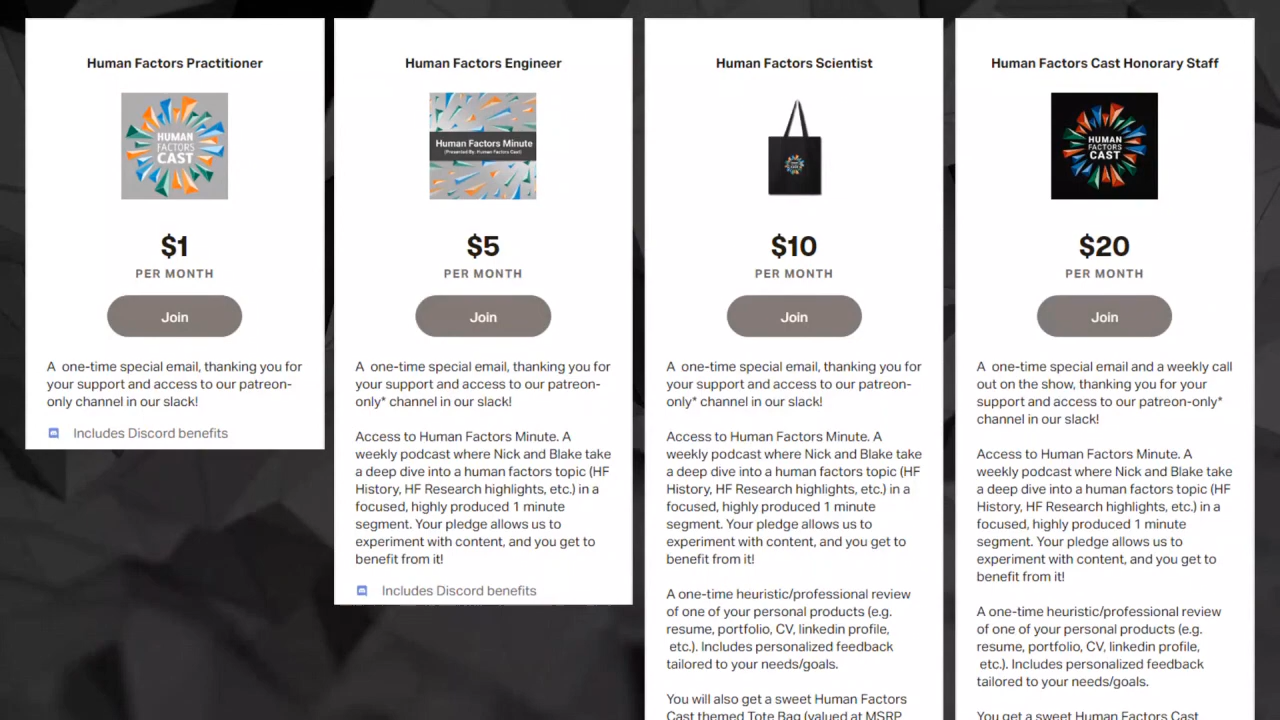 Human Factors Practitioner
HUMAN
FACTORS
CAST
$1
PER MONTH
Join
A one-time special email, thanking you for
your support and access to our patreon-
only channel in our slack!
Includes Discord benefits
Human Factors Engineer
Human Factors Minute
(Presented By: Human Factors Cast)
$5
PER MONTH
Join
A one-time special email, thanking you for
your support and access to our patreon-
only* channel in our slack!
Access to Human Factors Minute. A
weekly podcast where Nick and Blake take
a deep dive into a human factors topic (HF
History, HF Research highlights, etc.) in a
focused, highly produced 1 minute
segment. Your pledge allows us to
experiment with content, and you get to
benefit from it!
Includes Discord benefits
Human Factors Scientist
$10
PER MONTH
Join
A one-time special email, thanking you for
your support and access to our patreon-
only* channel in our slack!
Access to Human Factors Minute. A
weekly podcast where Nick and Blake take
a deep dive into a human factors topic (HF
History, HF Research highlights, etc.) in a
focused, highly produced 1 minute
segment. Your pledge allows us to
experiment with content, and you get to
benefit from it!
A one-time heuristic/professional review
of one of your personal products (e.g.
resume, portfolio, CV, linkedin profile,
etc.). Includes personalized feedback
tailored to your needs/goals.
You will also get a sweet Human Factors
Cast themed Tote Bag (valued at MSRP
Human Factors Cast Honorary Staff
HUMAN
FACTORS
CAST
$20
PER MONTH
Join
A one-time special email and a weekly call
out on the show, thanking you for your
support and access to our patreon-only*
channel in our slack!
Access to Human Factors Minute. A
weekly podcast where Nick and Blake take
a deep dive into a human factors topic (HF
History, HF Research highlights, etc.) in a
focused, highly produced 1 minute
segment. Your pledge allows us to
experiment with content, and you get to
benefit from it!
A one-time heuristic/professional review
of one of your personal products (e.g.
resume, portfolio, CV, linkedin profile,
etc.). Includes personalized feedback
tailored to your needs/goals.
You get a sweet Human Factors Cast